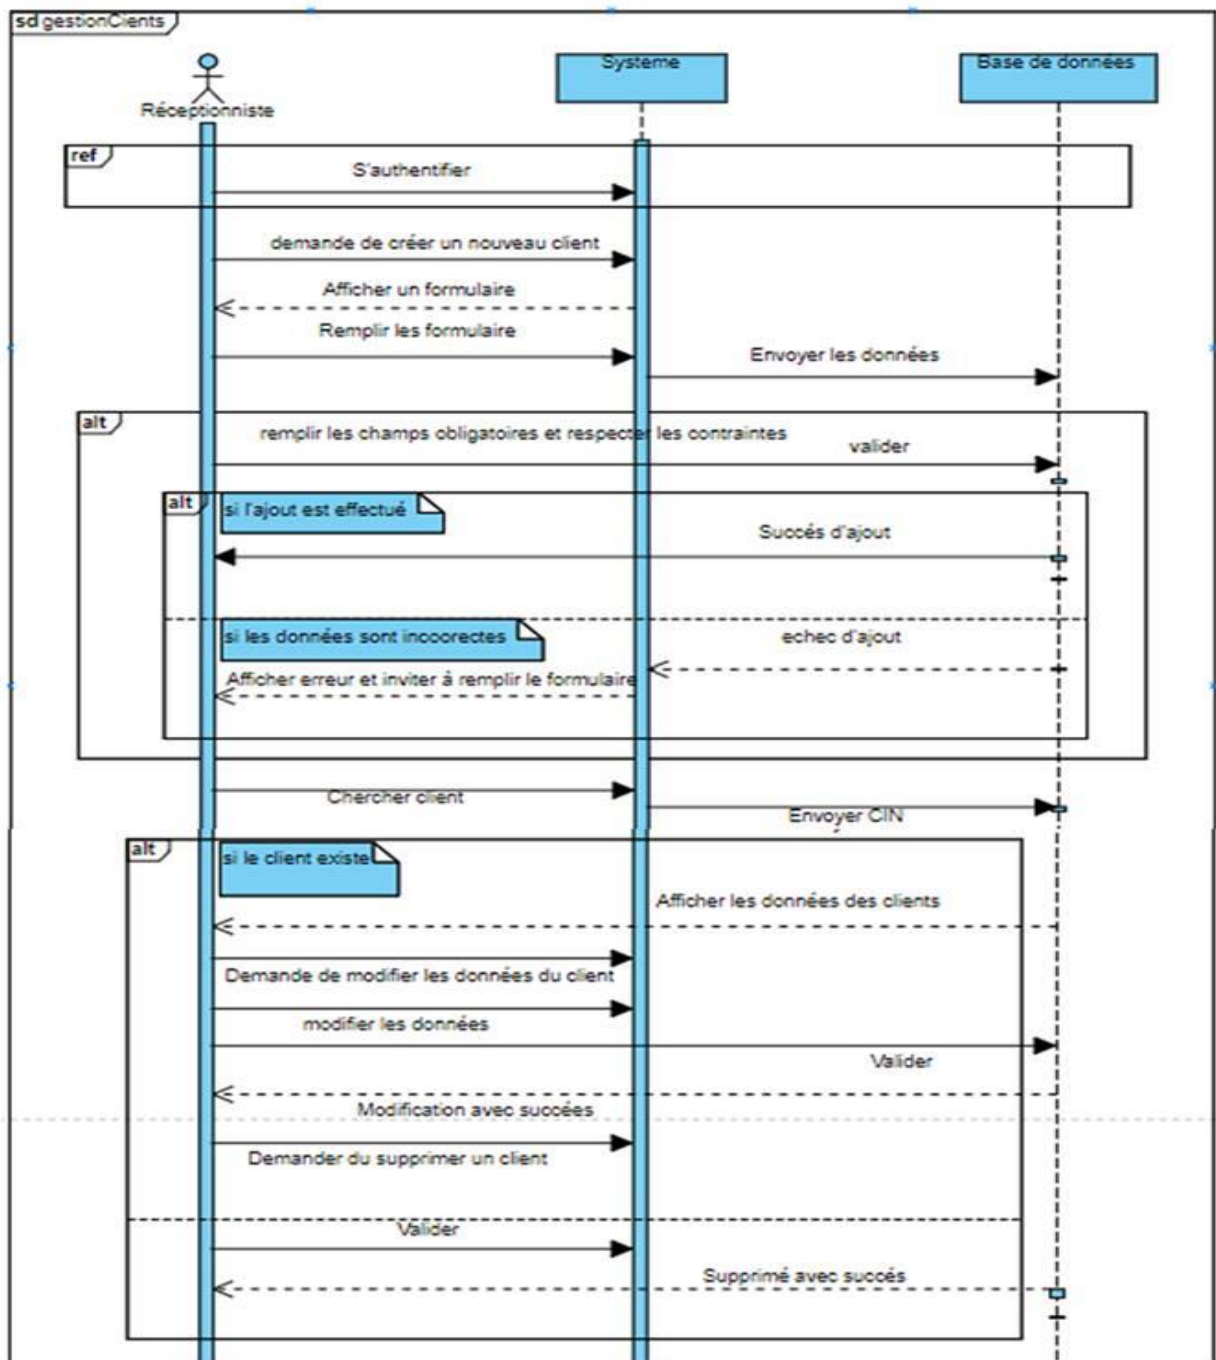 sd gestionCients
Systeme
Base de données
Réceptionniste
ref
S'authentifier
demande de créer un nouveau client
Afficher un formulaire
Remplir les formulaire
Envoyer les données
alt
remplir les champs obligatoires et respecter les contraintes
valider
alt
si l'ajout est effectué
Succés d'ajout
si les données sont incoorectes
echec d'ajout
Afficher erreur et inviter à remplir le formulaire
Chercher client
Envoyer CIN
alt
si le client existe
Afficher les données des clients
Demande de modifier les données du client
modifier les données
Valider
Modification avec succées
Demander du supprimer un client
Valider
Supprimé avec succés